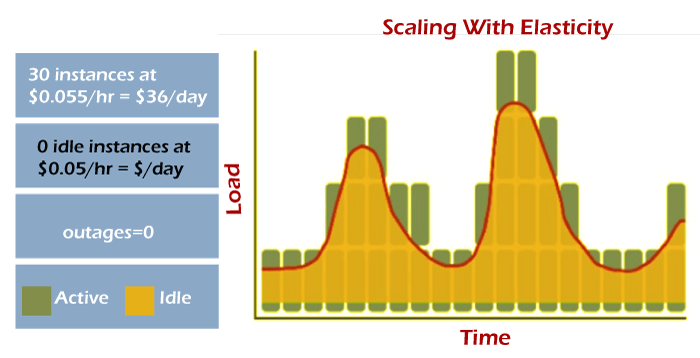 Scaling With Elasticity
30 instances at
$0.055/hr = $36/day
0 idle instances at
$0.05/hr = $/day
outages=0
Active
Idle
Load
Time